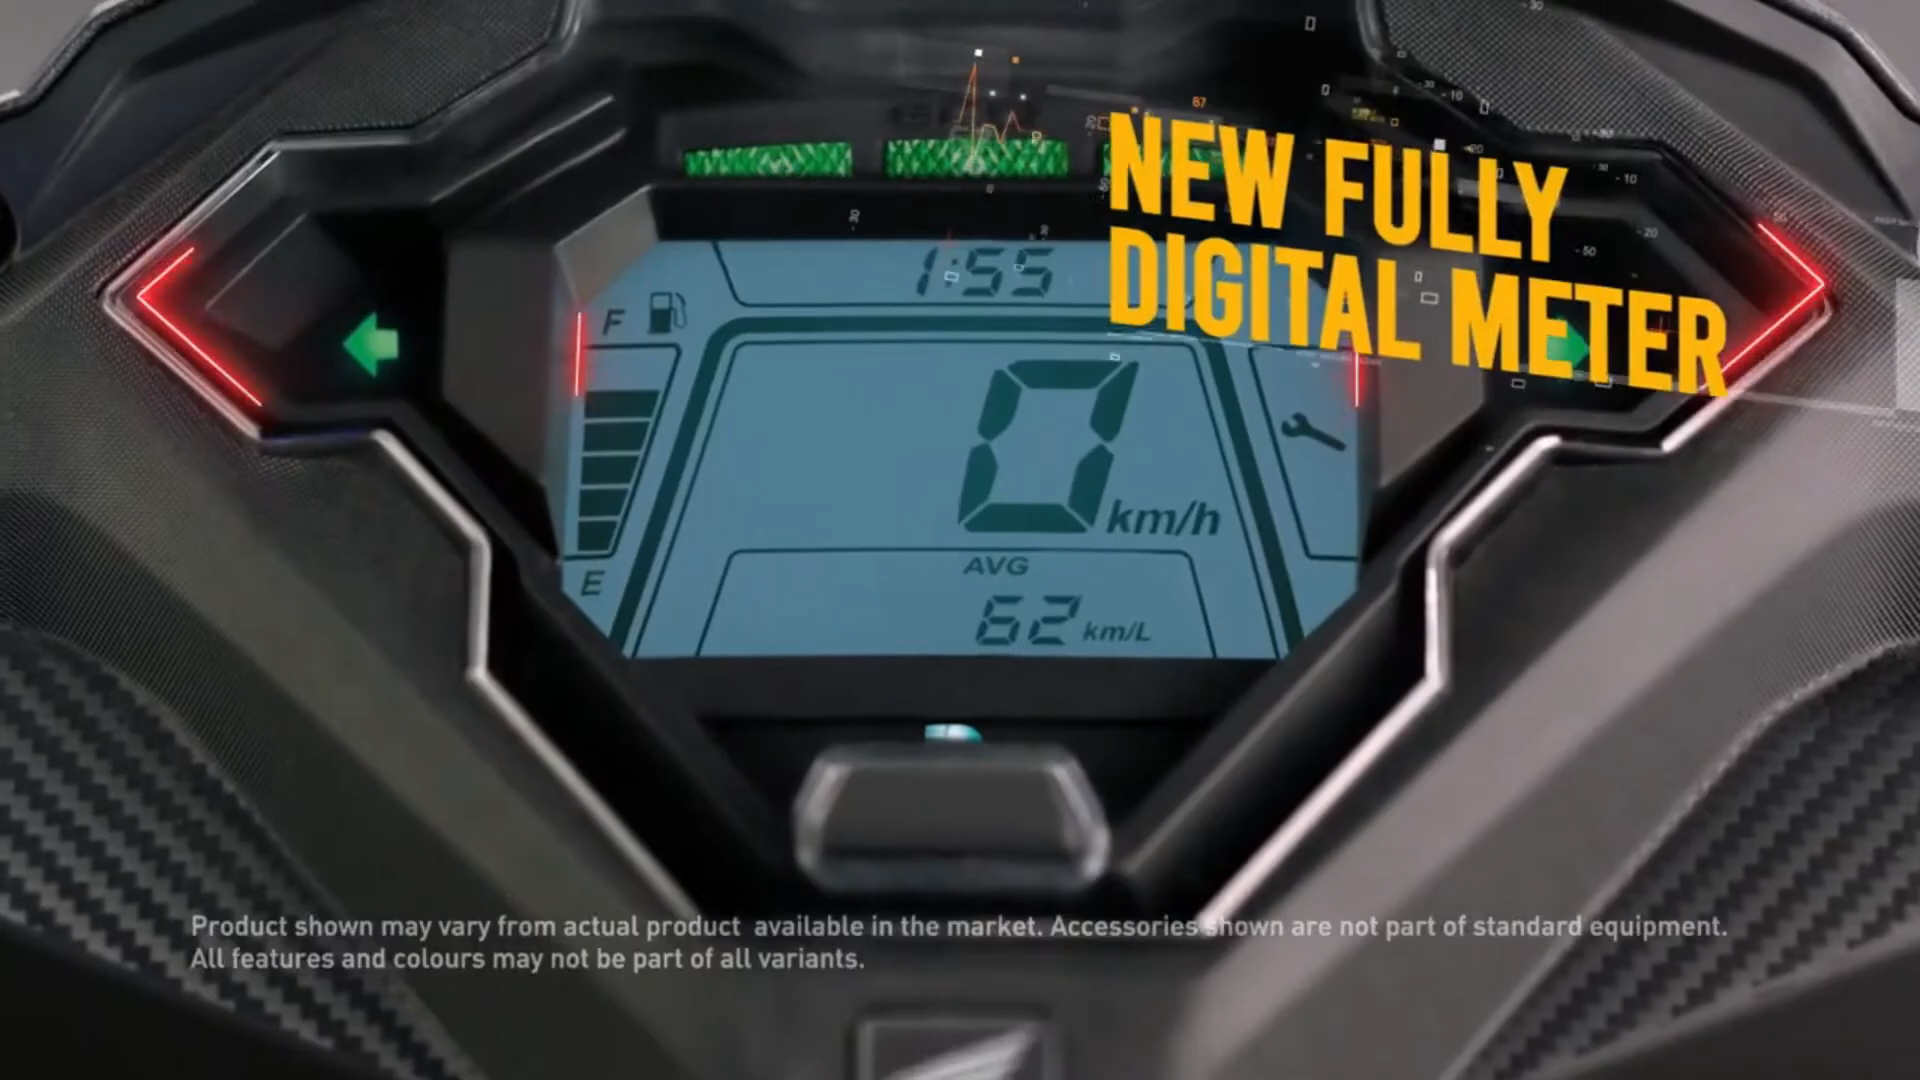 NEW FULLY
DIGITAL METER
1:55
F
0 km/h
E
AVG
62 km/L
Product shown may vary from actual product available in the market. Accessories shown are not part of standard equipment.
All features and colours may not be part of all variants.